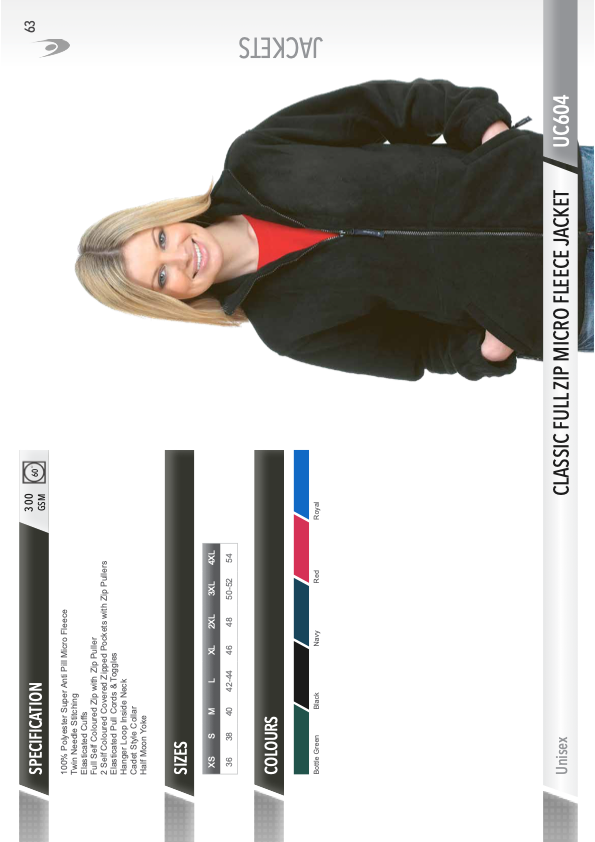 63
JACKETS
CLASSIC FULL ZIP MICRO FLEECE JACKET
UC604
Unisex
SPECIFICATION
300
GSM
60°
100% Polyester Super Anti Pill Micro Fleece
Twin Needle Stitching
Elasticated Cuffs
Full Self Coloured Zip with Zip Puller
2 Self Coloured Covered Zipped Pockets with Zip Pullers
Elasticated Pull Cords & Toggles
Hanger Loop Inside Neck
Cadet Style Collar
Half Moon Yoke
SIZES
XS S M L XL 2XL 3XL 4XL
36 38 40 42-44 46 48 50-52 54
COLOURS
Bottle Green Black Navy Red Royal